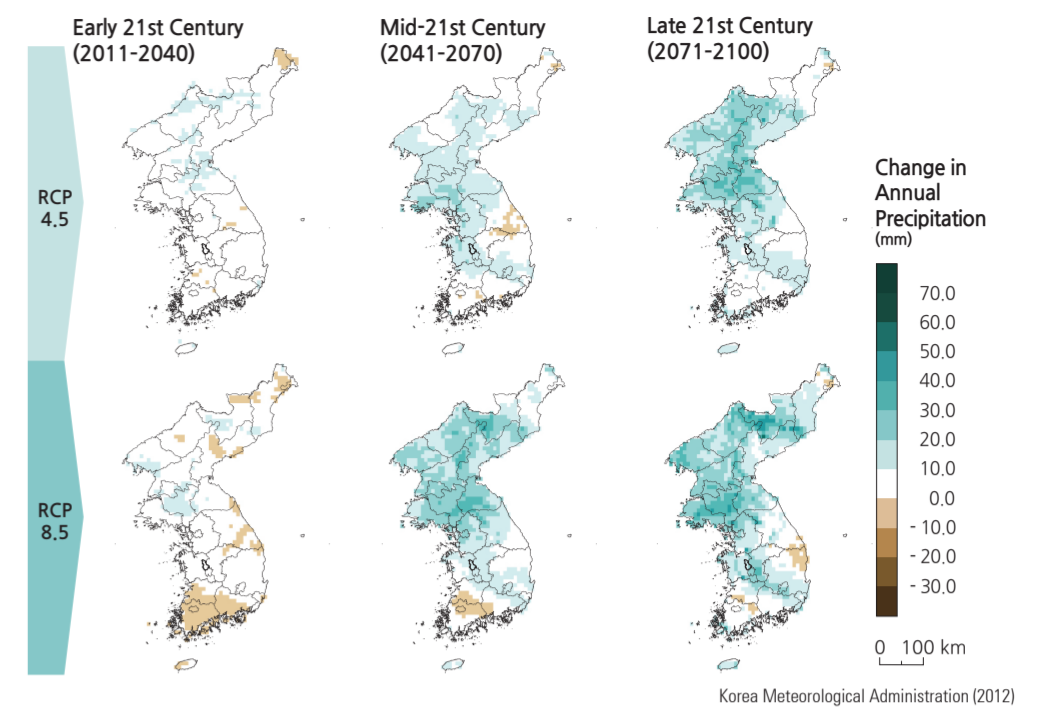 Early 21st Century
(2011-2040)
Mid-21st Century
(2041-2070)
Late 21st Century
(2071-2100)
RCP
4.5
RCP
8.5
Change in
Annual
Precipitation
(mm)
70.0
60.0
50.0
40.0
30.0
20.0
10.0
0.0
- 10.0
- 20.0
- 30.0
0 100 km
Korea Meteorological Administration (2012)